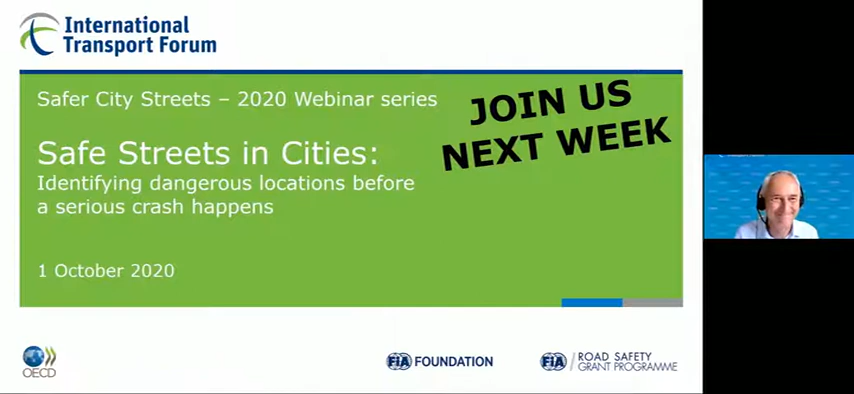 International
Transport Forum
Safer City Streets – 2020 Webinar series
JOIN US
NEXT WEEK
Safe Streets in Cities:
Identifying dangerous locations before
a serious crash happens
1 October 2020
OECD
FiA FOUNDATION
FiA ROAD SAFETY
GRANT PROGRAMME